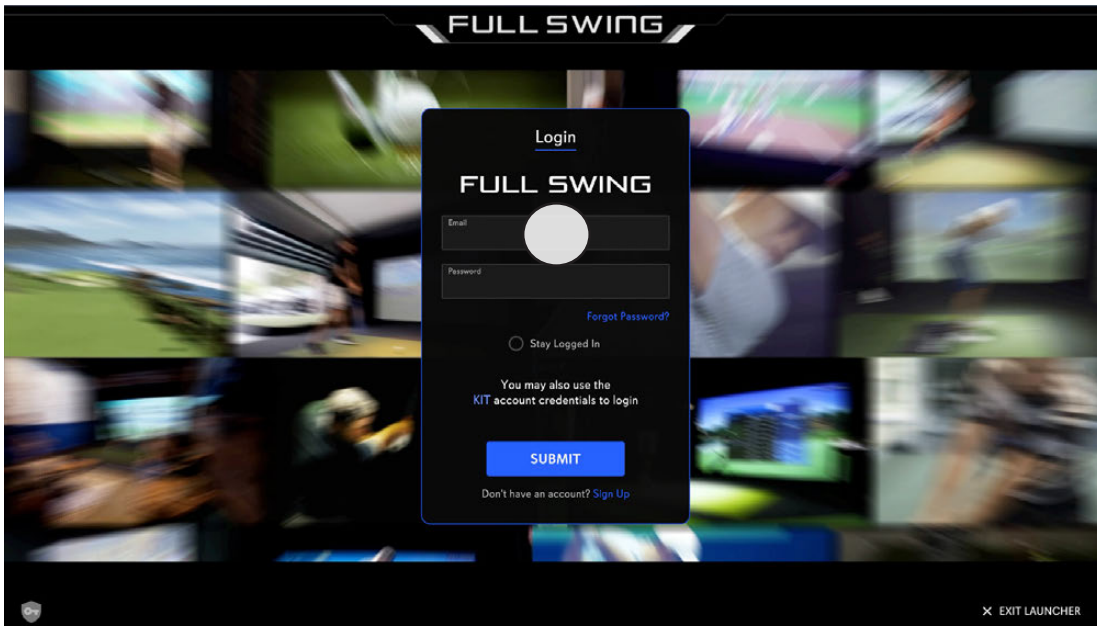 FULL SWING
Login
FULL SWING
Email
Password
Forgot Password?
Stay Logged In
You may also use the
KIT account credentials to login
SUBMIT
Don't have an account? Sign Up
X EXIT LAUNCHER